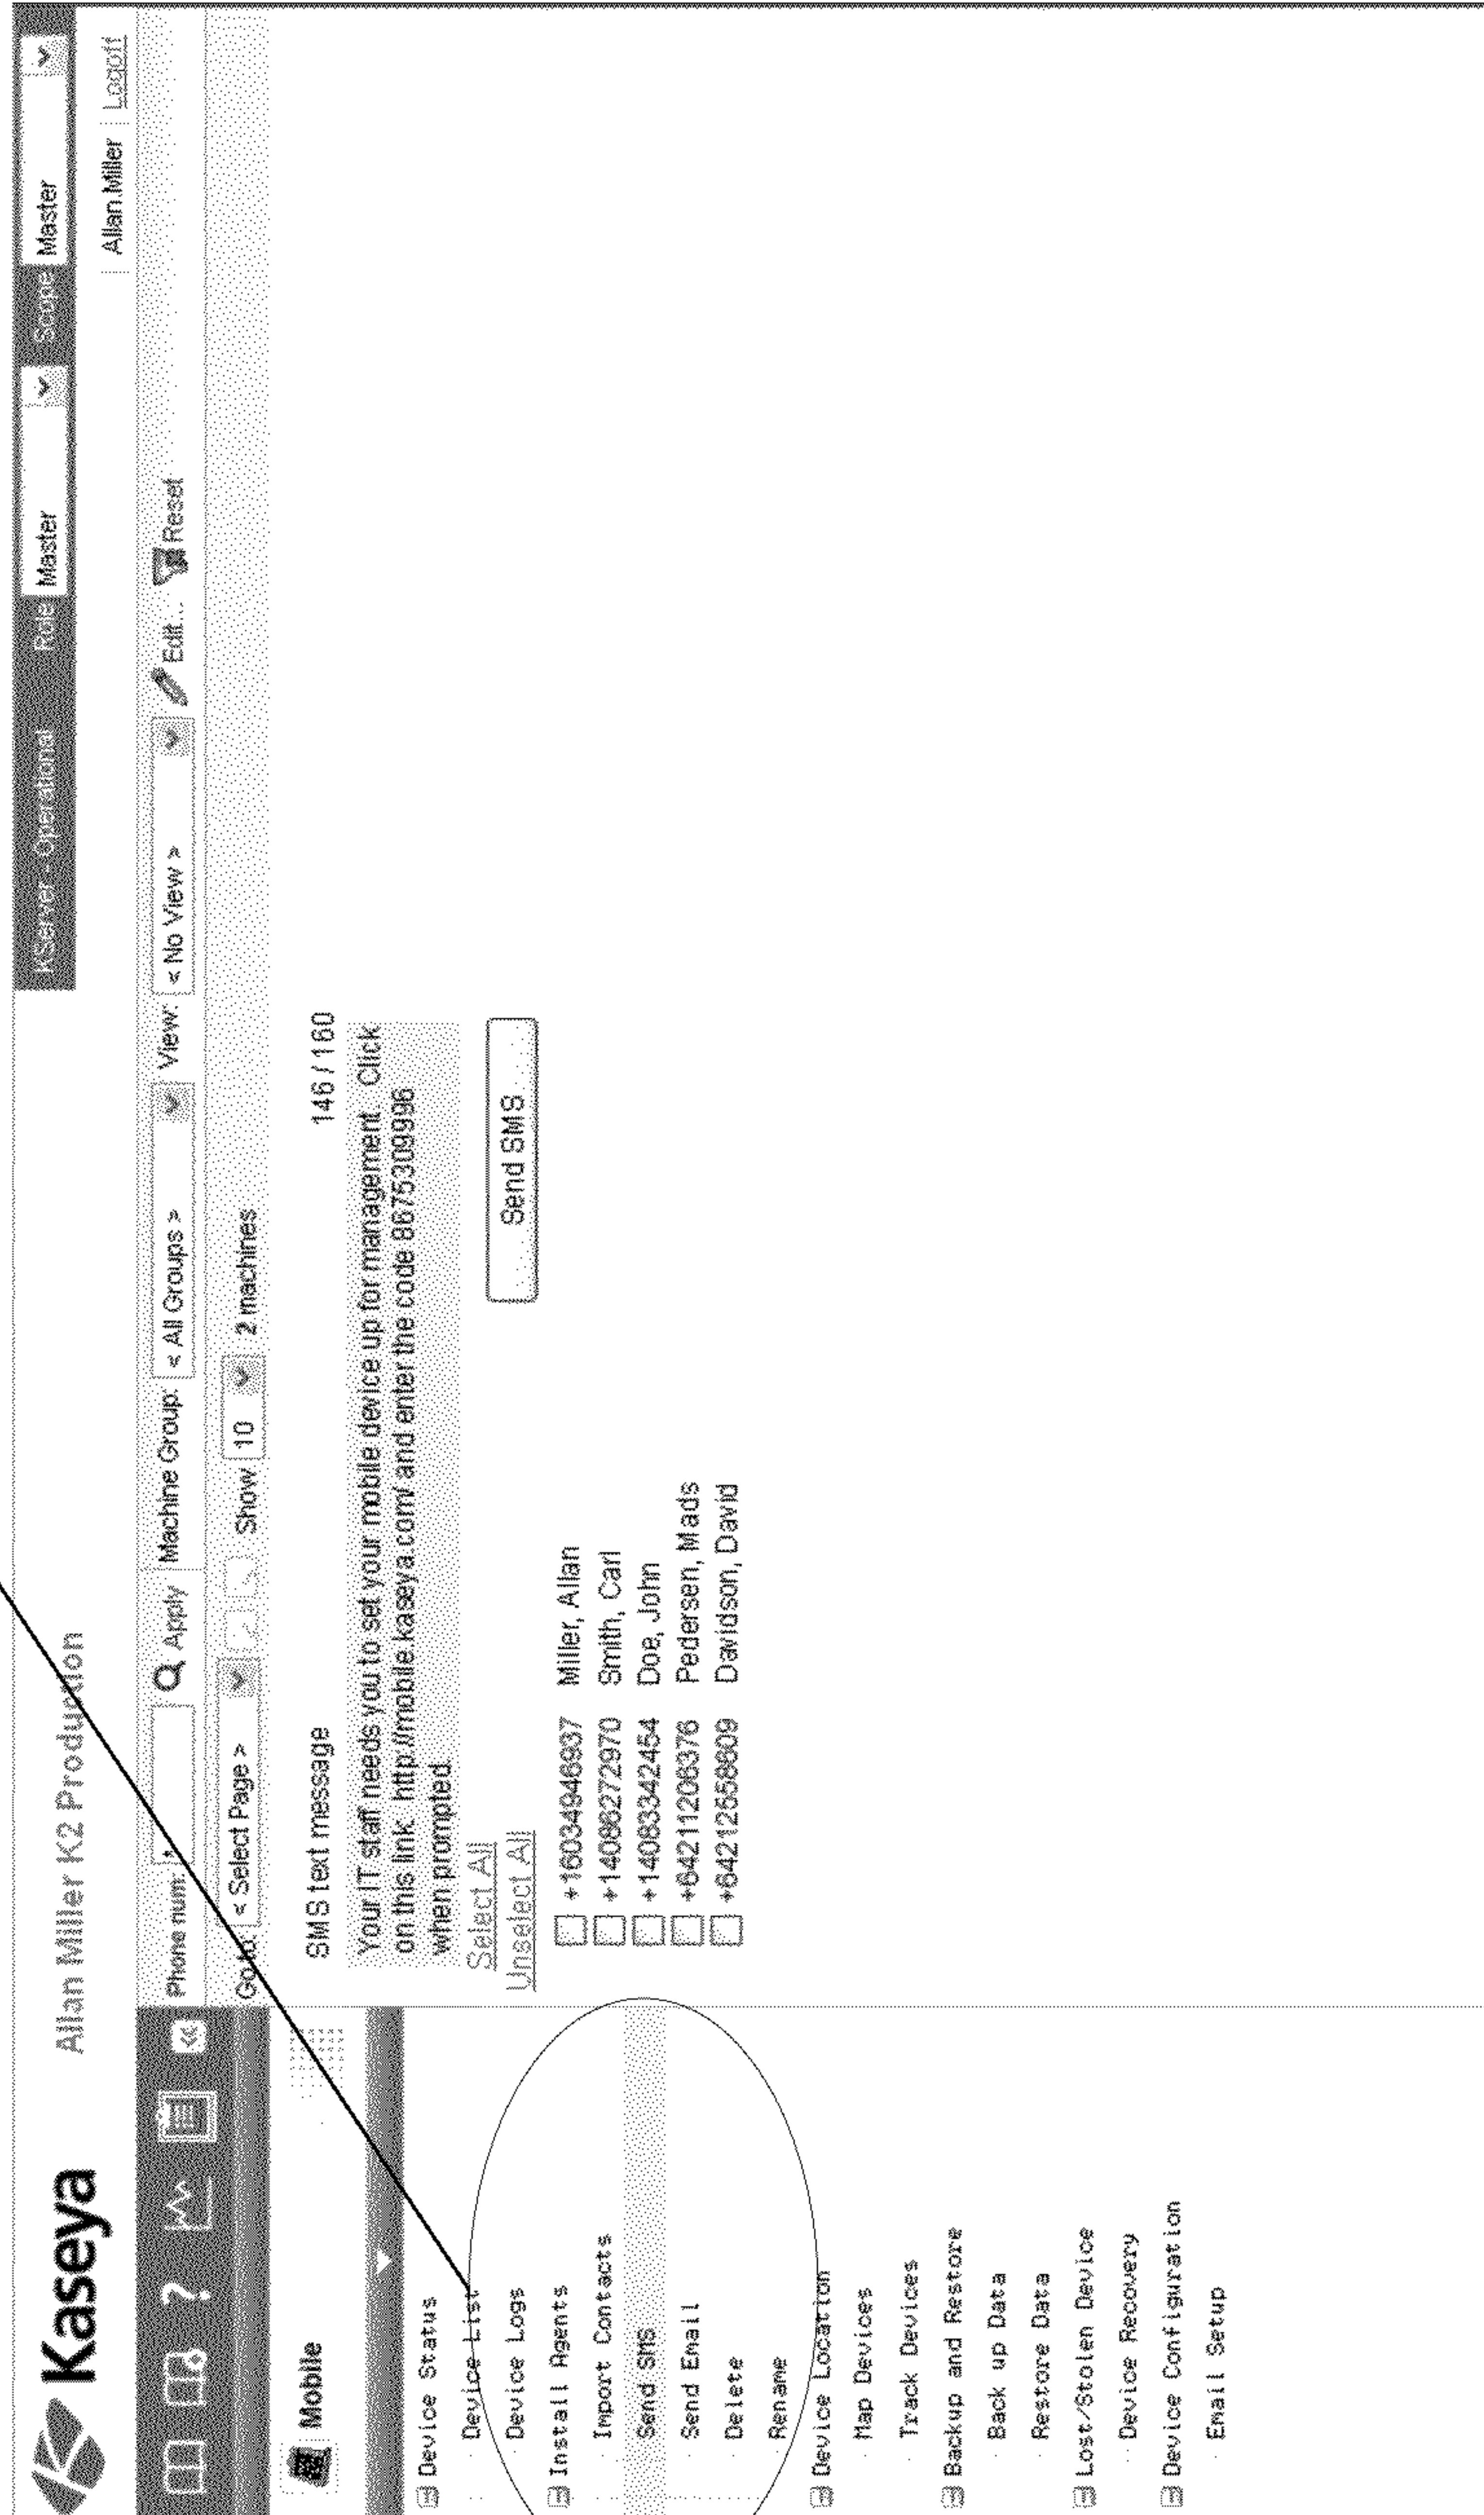 Kaseya
Allan Miller K2 Production
KServer - Operational Role Master Scope Master
Allan.Miller Logoff
Phone num: * Apply Machine Group: < All Groups > View: < No View > Edit... Reset
Go to: < Select Page > Show 10 2 machines
Mobile
Device Status
Device List
Device Logs
Install Agents
Import Contacts
Send SMS
Send Email
Delete
Rename
Device Location
Map Devices
Track Devices
Backup and Restore
Back up Data
Restore Data
Lost/Stolen Device
Device Recovery
Device Configuration
Email Setup
SMS text message 146 / 160
Your IT staff needs you to set your mobile device up for management. Click
on this link http://mobile.kaseya.com/ and enter the code 8675309996
when prompted.
Select All
Unselect All
Send SMS
+16034946937 Miller, Allan
+14086272970 Smith, Carl
+14083342454 Doe, John
+6421206376 Pedersen, Mads
+64212558609 Davidson, David